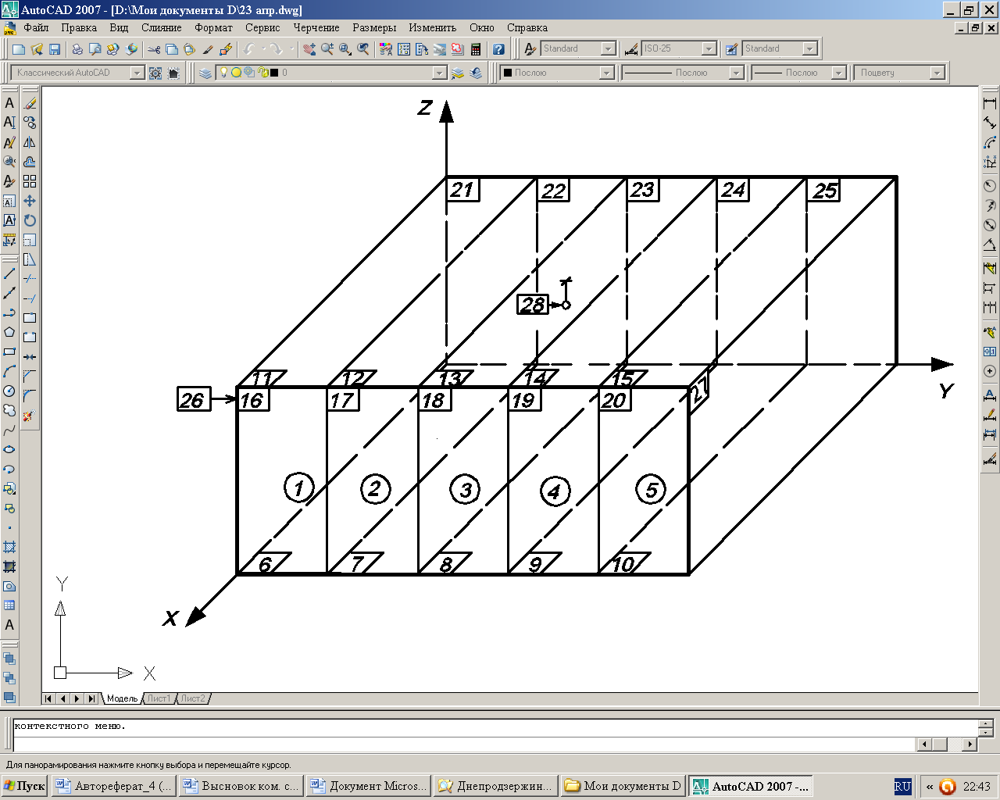 AutoCAD 2007 - [D:\Мои документы D\23 апр.dwg]
Файл Правка Вид Слияние Формат Сервис Черчение Размеры Изменить Окно Справка
Standard ISO-25 Standard
Классический AutoCAD 0 Послою Послою Послою Поцвету
Z
21 22 23 24 25
28
11 12 13 14 15
Y
26 16 17 18 19 20 27
1 2 3 4 5
6 7 8 9 10
X
Y
X
Модель Лист1 Лист2
контекстного меню.
Для панорамирования нажмите кнопку выбора и перемещайте курсор.
Пуск Автореферат_4 (... Высновок ком. с... Документ Micros... Днепродзержин... Мои документы D AutoCAD 2007 -... RU « 22:43